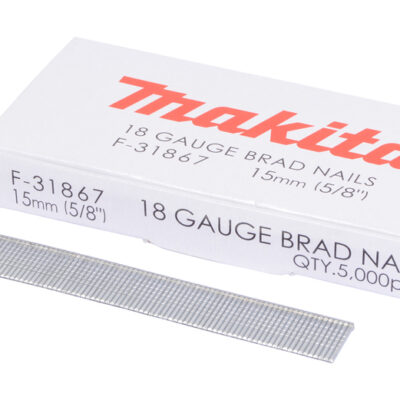 makita
18 GAUGE BRAD NAILS
F-31867 15mm (5/8")
F-31867
15mm (5/8")
18 GAUGE BRAD NA
QTY.5,000p